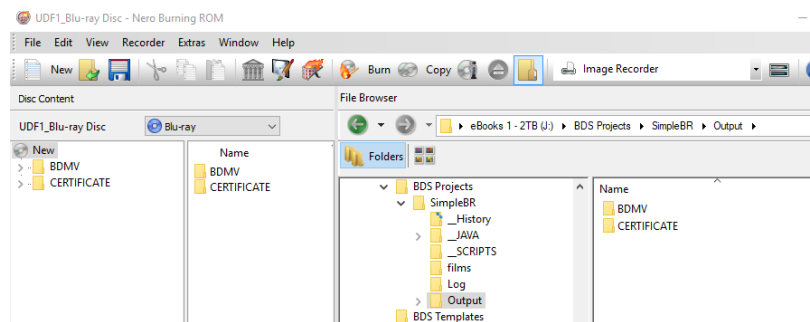 UDF1_Blu-ray Disc - Nero Burning ROM
File Edit View Recorder Extras Window Help
New Burn Copy Image Recorder
Disc Content
File Browser
UDF1_Blu-ray Disc Blu-ray
eBooks 1 - 2TB (J:) BDS Projects SimpleBR Output
Folders
New
BDMV
CERTIFICATE
Name
BDMV
CERTIFICATE
BDS Projects
SimpleBR
__History
__JAVA
__SCRIPTS
films
Log
Output
BDS Templates
Name
BDMV
CERTIFICATE